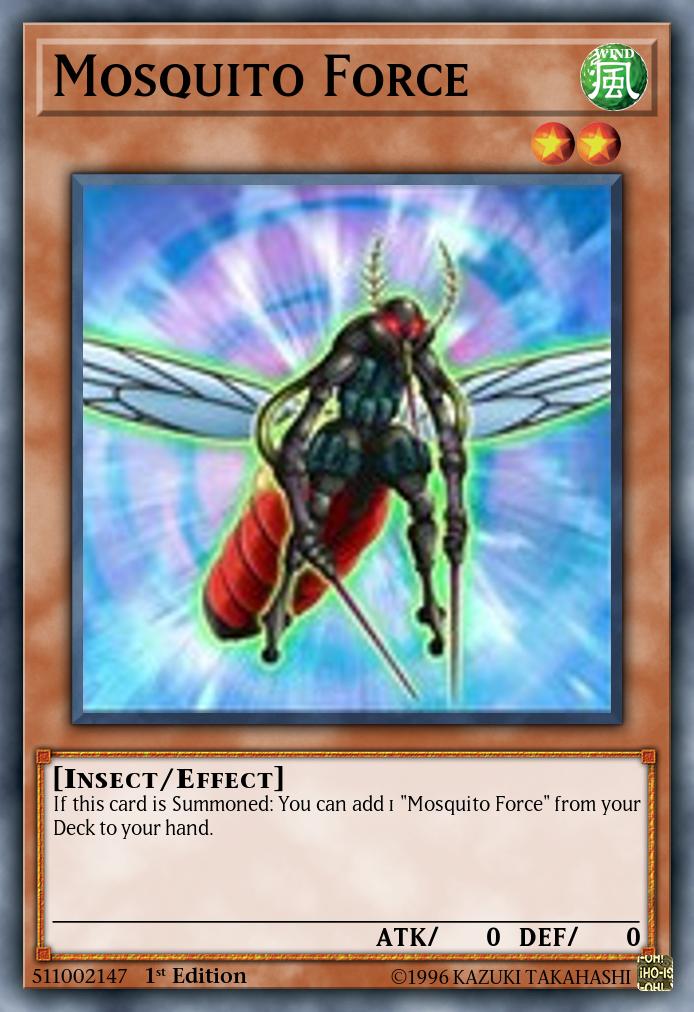 Mosquito Force
WIND
風
[Insect/Effect]
If this card is Summoned: You can add 1 "Mosquito Force" from your
Deck to your hand.
ATK/ 0 DEF/ 0
511002147 1st Edition ©1996 KAZUKI TAKAHASHI